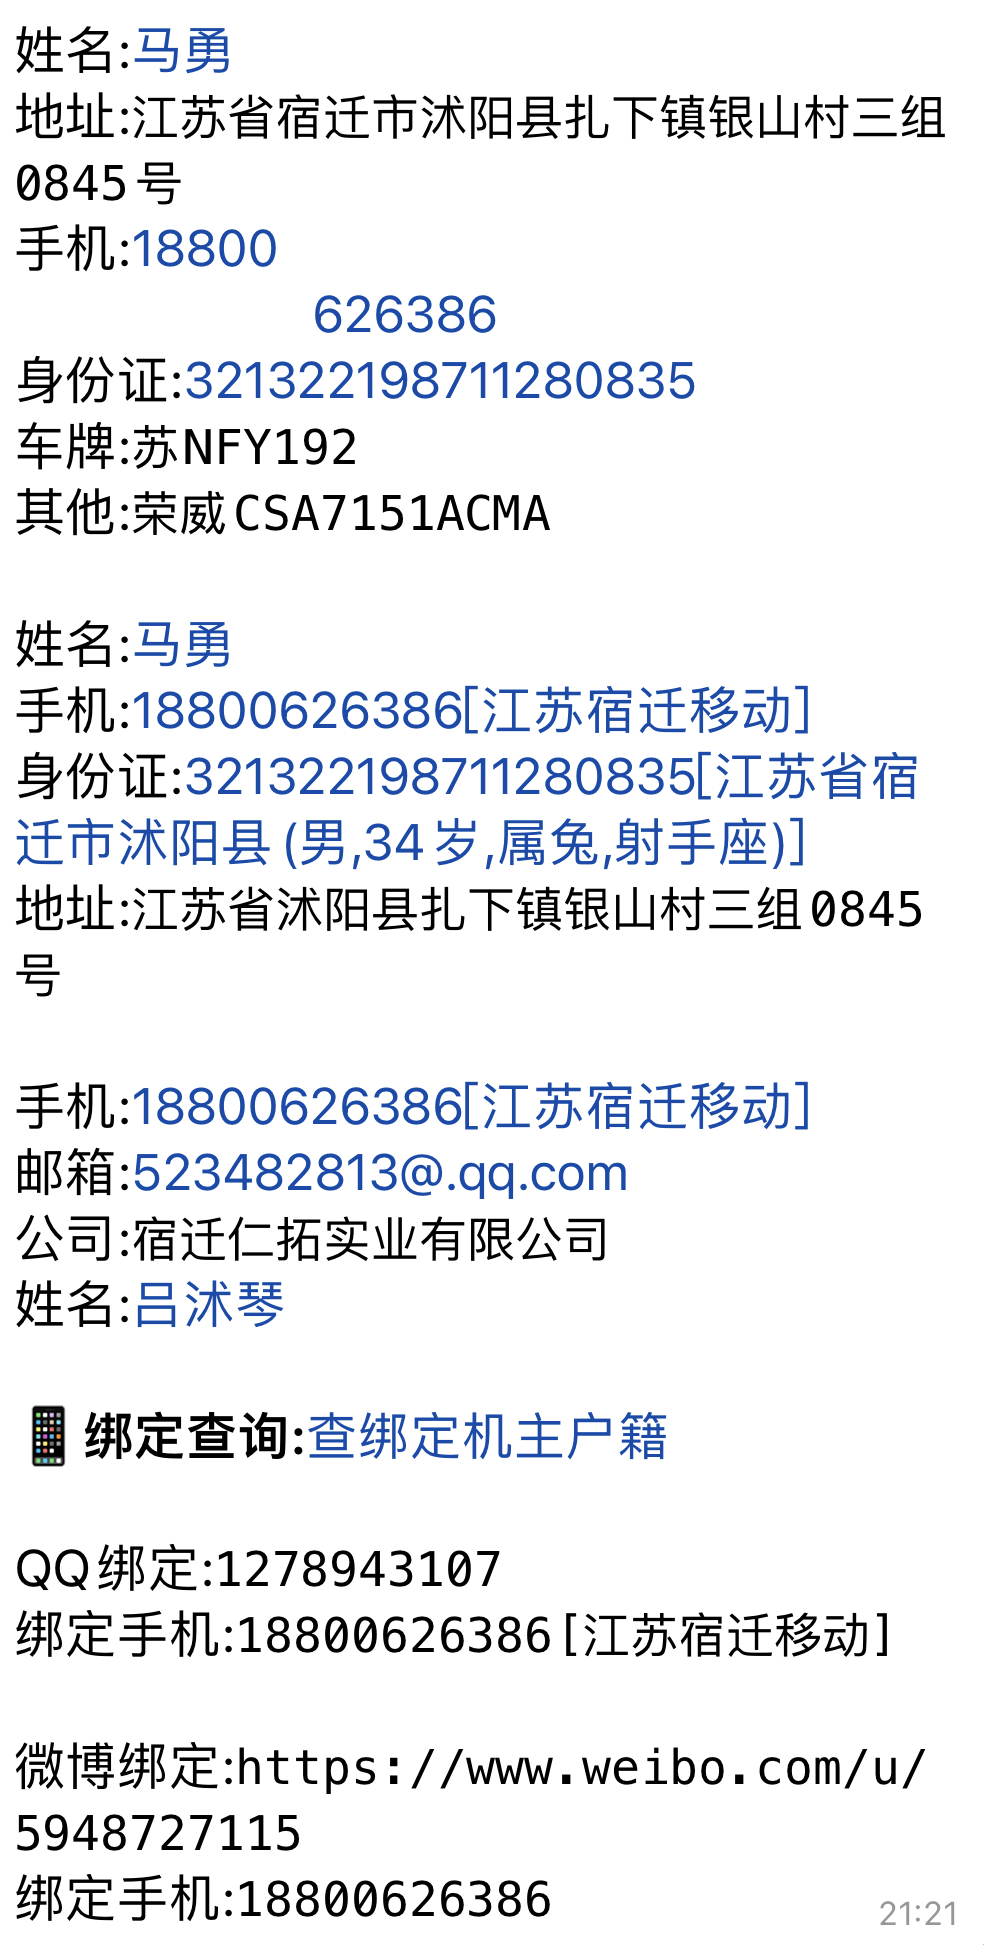 姓名:马勇
地址:江苏省宿迁市沭阳县扎下镇银山村三组
0845号
手机:18800
626386
身份证:321322198711280835
车牌:苏NFY192
其他:荣威CSA7151ACMA
姓名:马勇
手机:18800626386[江苏宿迁移动]
身份证:321322198711280835[江苏省宿
迁市沭阳县(男,34岁,属兔,射手座)]
地址:江苏省沭阳县扎下镇银山村三组0845
号
手机:18800626386[江苏宿迁移动]
邮箱:523482813@.qq.com
公司:宿迁仁拓实业有限公司
姓名:吕沭琴
绑定查询:查绑定机主户籍
QQ绑定:1278943107
绑定手机:18800626386[江苏宿迁移动]
微博绑定:https://www.weibo.com/u/
5948727115
绑定手机:18800626386
21:21